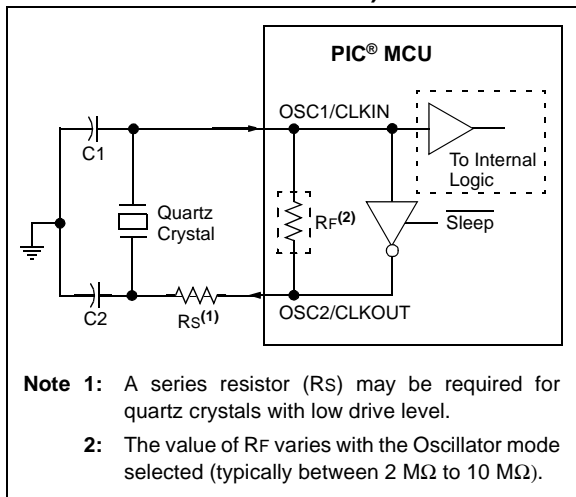 PIC® MCU
OSC1/CLKIN
C1
To Internal
Logic
Quartz
Crystal
RF(2)
Sleep
C2
RS(1)
OSC2/CLKOUT
Note 1: A series resistor (RS) may be required for
quartz crystals with low drive level.
2: The value of RF varies with the Oscillator mode
selected (typically between 2 MΩ to 10 MΩ).